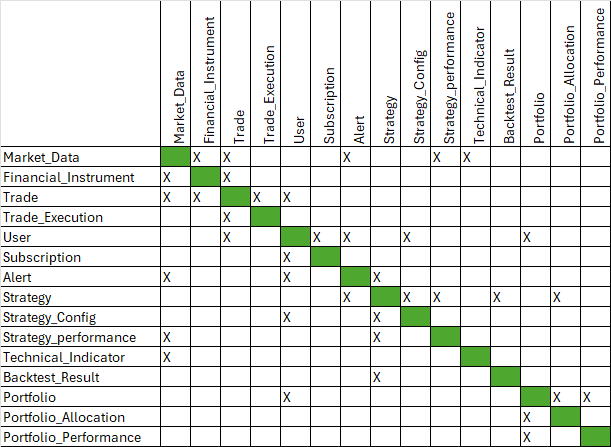 Market_Data
Financial_Instrument
Trade
Trade_Execution
User
Subscription
Alert
Strategy
Strategy_Config
Strategy_performance
Technical_Indicator
Backtest_Result
Portfolio
Portfolio_Allocation
Portfolio_Performance
Market_Data X X X X X
Financial_Instrument X X
Trade X X X X
Trade_Execution X
User X X X X X
Subscription X
Alert X X X
Strategy X X X X X
Strategy_Config X X
Strategy_performance X X
Technical_Indicator X
Backtest_Result X
Portfolio X X X
Portfolio_Allocation X
Portfolio_Performance X